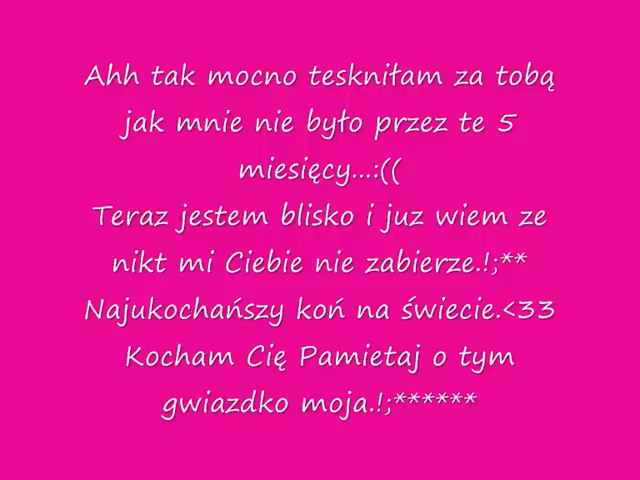 Ahh tak mocno teskniłam za tobą
jak mnie nie było przez te 5
miesięcy...:((
Teraz jestem blisko i juz wiem ze
nikt mi Ciebie nie zabierze.!;**
Najukochańszy koń na świecie.<33
Kocham Cię Pamietaj o tym
gwiazdko moja.!;******